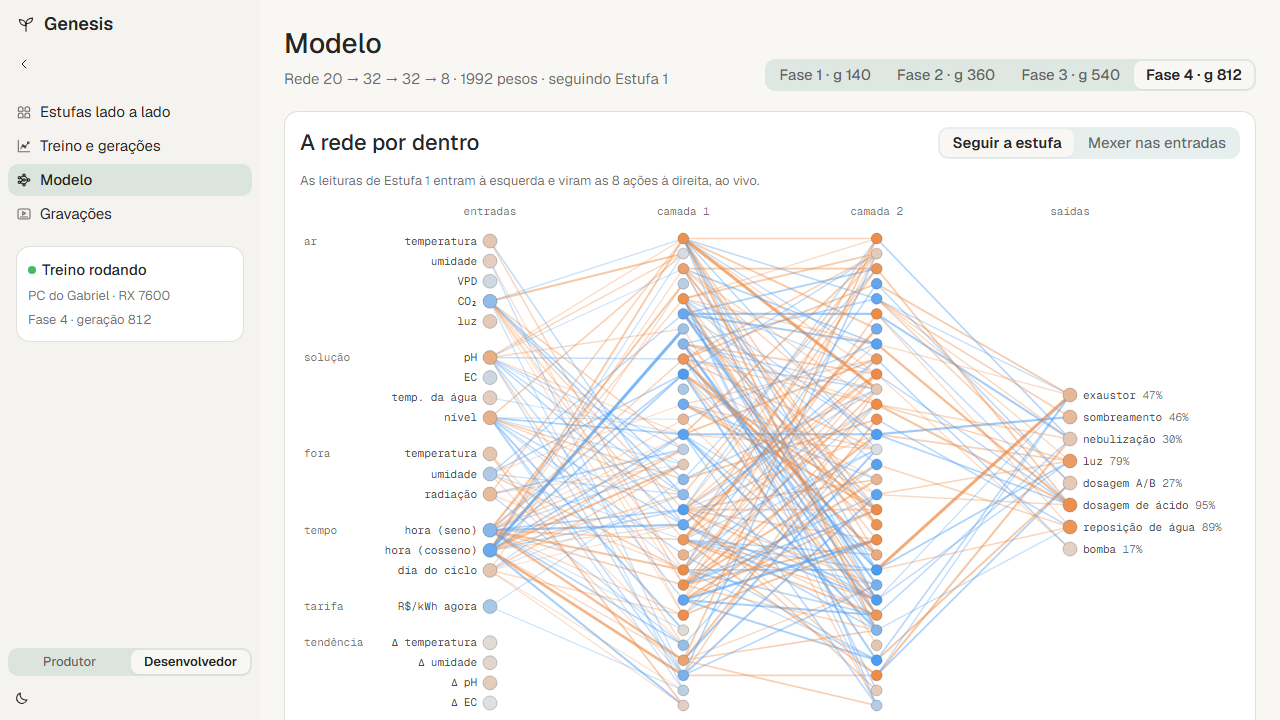 Genesis
Estufas lado a lado
Treino e gerações
Modelo
Gravações
Treino rodando
PC do Gabriel · RX 7600
Fase 4 · geração 812
Produtor
Desenvolvedor
Modelo
Rede 20 → 32 → 32 → 8 · 1992 pesos · seguindo Estufa 1
Fase 1 · g 140
Fase 2 · g 360
Fase 3 · g 540
Fase 4 · g 812
A rede por dentro
Seguir a estufa
Mexer nas entradas
As leituras de Estufa 1 entram à esquerda e viram as 8 ações à direita, ao vivo.
entradas
camada 1
camada 2
saídas
ar
temperatura
umidade
VPD
CO₂
luz
solução
pH
EC
temp. da água
nível
fora
temperatura
umidade
radiação
tempo
hora (seno)
hora (cosseno)
dia do ciclo
tarifa
R$/kWh agora
tendência
Δ temperatura
Δ umidade
Δ pH
Δ EC
exaustor 47%
sombreamento 46%
nebulização 30%
luz 79%
dosagem A/B 27%
dosagem de ácido 95%
reposição de água 89%
bomba 17%